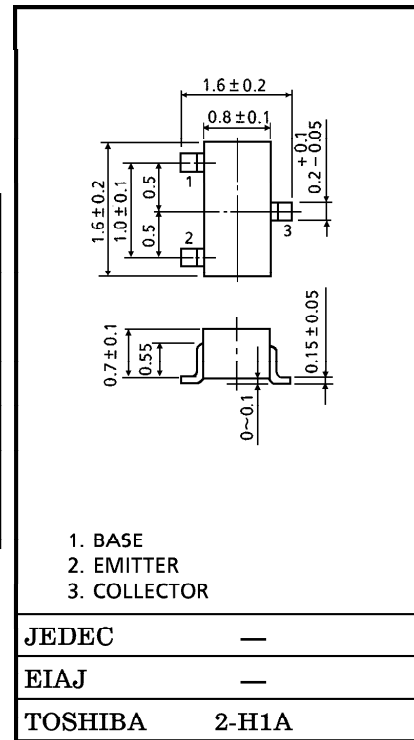 1.6±0.2
0.8±0.1
1
2
3
0.5
0.5
1.0±0.1
1.6±0.2
+0.1
0.2-0.05
0.7±0.1
0.55
0~0.1
0.15±0.05
1. BASE
2. EMITTER
3. COLLECTOR
JEDEC —
EIAJ —
TOSHIBA 2-H1A